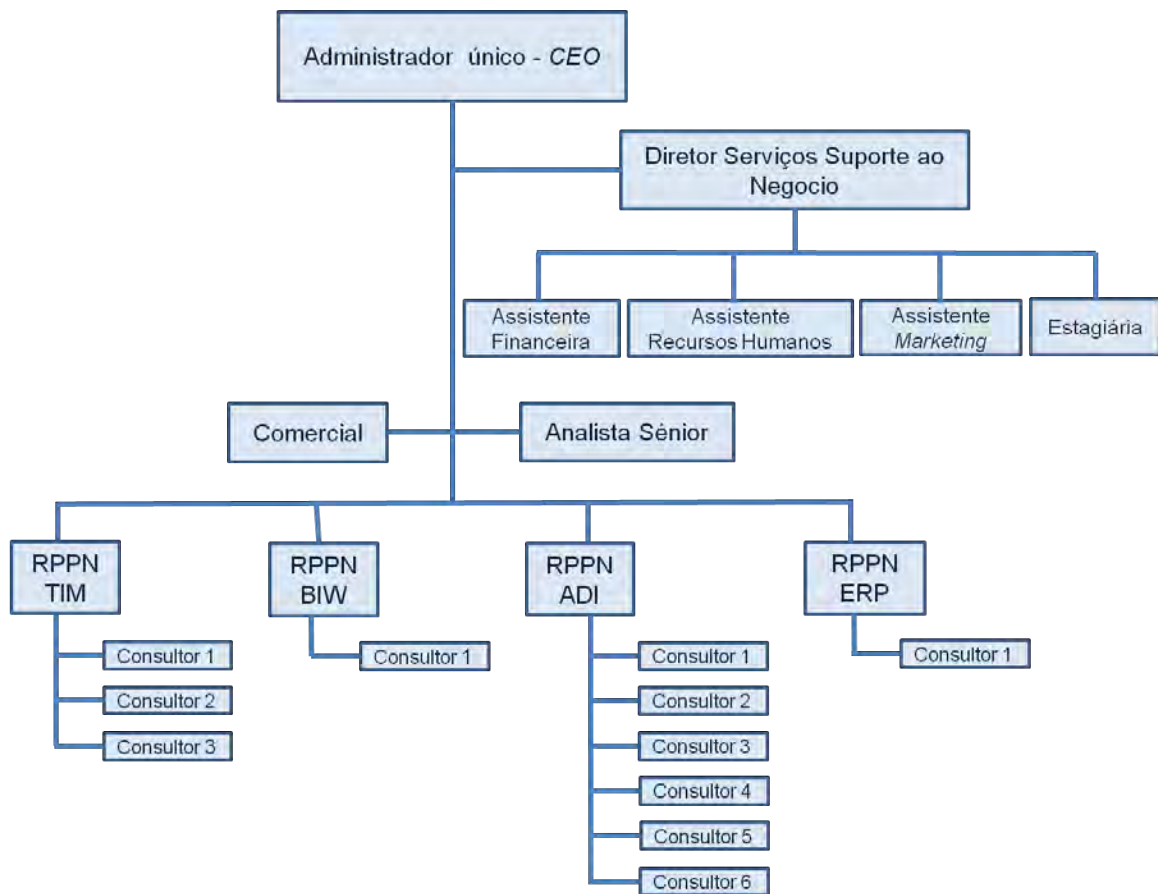 Administrador único - CEO
Diretor Serviços Suporte ao
Negocio
Assistente
Financeira
Assistente
Recursos Humanos
Assistente
Marketing
Estagiária
Comercial
Analista Sénior
RPPN
TIM
RPPN
BIW
RPPN
ADI
RPPN
ERP
Consultor 1
Consultor 2
Consultor 3
Consultor 1
Consultor 1
Consultor 2
Consultor 3
Consultor 4
Consultor 5
Consultor 6
Consultor 1